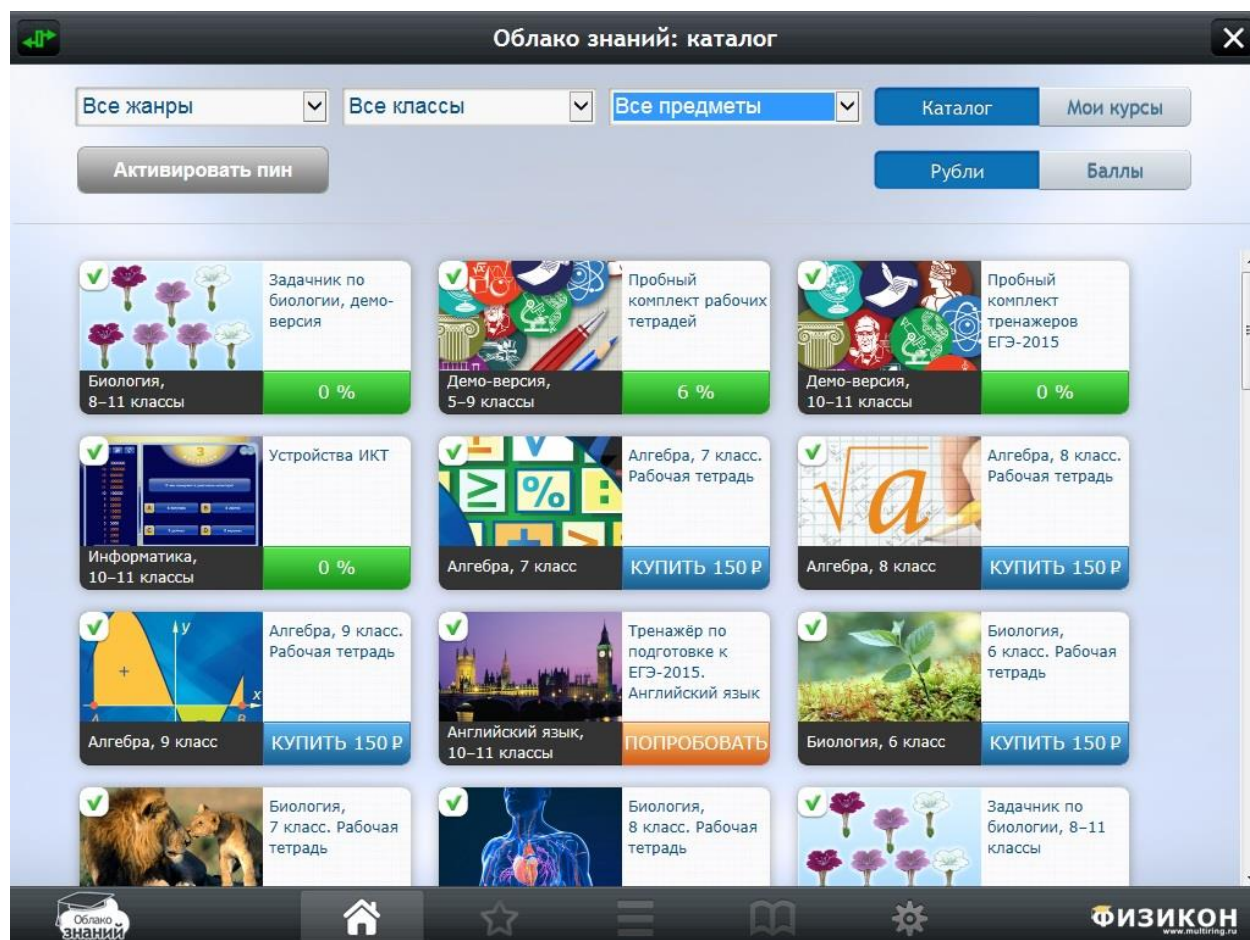 Облако знаний: каталог
Все жанры
Все классы
Все предметы
Каталог
Мои курсы
Активировать пин
Рубли
Баллы
Задачник по
биологии, демо-
версия
Биология,
8–11 классы
0 %
Пробный
комплект рабочих
тетрадей
Демо-версия,
5–9 классы
6 %
Пробный
комплект
тренажеров
ЕГЭ-2015
Демо-версия,
10–11 классы
0 %
3
Устройства ИКТ
Информатика,
10–11 классы
0 %
%
Алгебра, 7 класс.
Рабочая тетрадь
Алгебра, 7 класс
КУПИТЬ 150 ₽
√a
Алгебра, 8 класс.
Рабочая тетрадь
Алгебра, 8 класс
КУПИТЬ 150 ₽
y
+
x
A
B
Алгебра, 9 класс.
Рабочая тетрадь
Алгебра, 9 класс
КУПИТЬ 150 ₽
Тренажёр по
подготовке к
ЕГЭ-2015.
Английский язык
Английский язык,
10–11 классы
ПОПРОБОВАТЬ
Биология,
6 класс. Рабочая
тетрадь
Биология, 6 класс
КУПИТЬ 150 ₽
Биология,
7 класс. Рабочая
тетрадь
Биология,
8 класс. Рабочая
тетрадь
Задачник по
биологии, 8–11
классы
Облако
знаний
ФИЗИКОН
www.multiring.ru